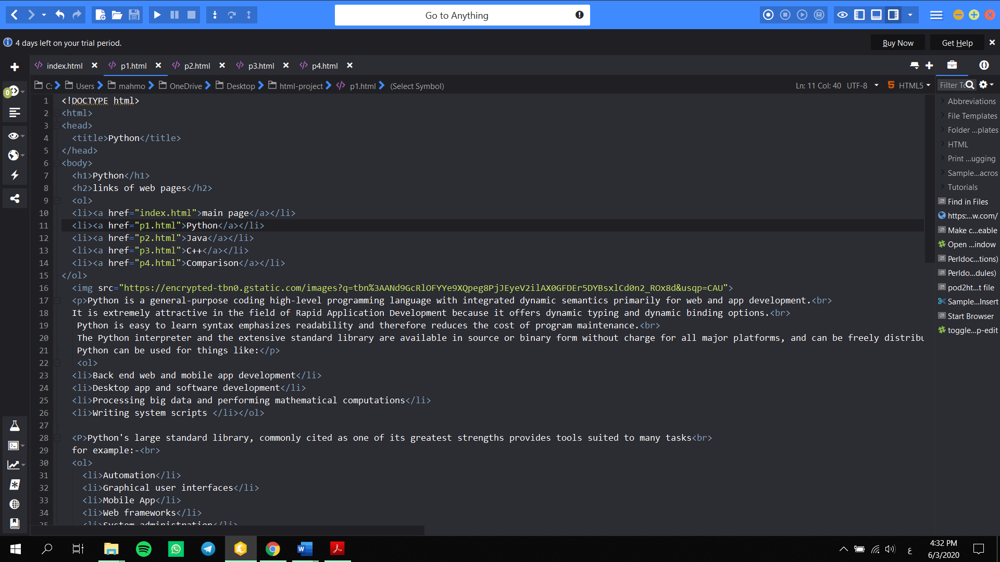 Go to Anything
4 days left on your trial period.
Buy Now
Get Help
index.html
p1.html
p2.html
p3.html
p4.html
C: Users mahmo OneDrive Desktop html-project p1.html (Select Symbol)
Ln: 11 Col: 40 UTF-8 HTML5
Filter To
0
1 <!DOCTYPE html>
2 <html>
3 <head>
4 <title>Python</title>
5 </head>
6 <body>
7 <h1>Python</h1>
8 <h2>links of web pages</h2>
9 <ol>
10 <li><a href="index.html">main page</a></li>
11 <li><a href="p1.html">Python</a></li>
12 <li><a href="p2.html">Java</a></li>
13 <li><a href="p3.html">C++</a></li>
14 <li><a href="p4.html">Comparison</a></li>
15 </ol>
16 <img src="https://encrypted-tbn0.gstatic.com/images?q=tbn%3AANd9GcRlOFYYe9XQpeg8PjJEyeV2ilAX0GFDEr5DYBsxlCd0n2_ROx8d&usqp=CAU">
17 <p>Python is a general-purpose coding high-level programming language with integrated dynamic semantics primarily for web and app development.<br>
18 It is extremely attractive in the field of Rapid Application Development because it offers dynamic typing and dynamic binding options.<br>
19 Python is easy to learn syntax emphasizes readability and therefore reduces the cost of program maintenance.<br>
20 The Python interpreter and the extensive standard library are available in source or binary form without charge for all major platforms, and can be freely distribu
21 Python can be used for things like:</p>
22 <ol>
23 <li>Back end web and mobile app development</li>
24 <li>Desktop app and software development</li>
25 <li>Processing big data and performing mathematical computations</li>
26 <li>Writing system scripts </li></ol>
27
28 <P>Python's large standard library, commonly cited as one of its greatest strengths provides tools suited to many tasks<br>
29 for example:-<br>
30 <ol>
31 <li>Automation</li>
32 <li>Graphical user interfaces</li>
33 <li>Mobile App</li>
34 <li>Web frameworks</li>
35 <li>System administration</li>
Abbreviations
File Templates
Folder ...plates
HTML
Print ...ugging
Sample...acros
Tutorials
Find in Files
https:...w.com/
Make c...eable
Open ...indow
Perldoc...tions)
Perldo...dules)
pod2ht...t file
Sample...Insert
Start Browser
toggle...p-edit
ع
4:32 PM
6/3/2020